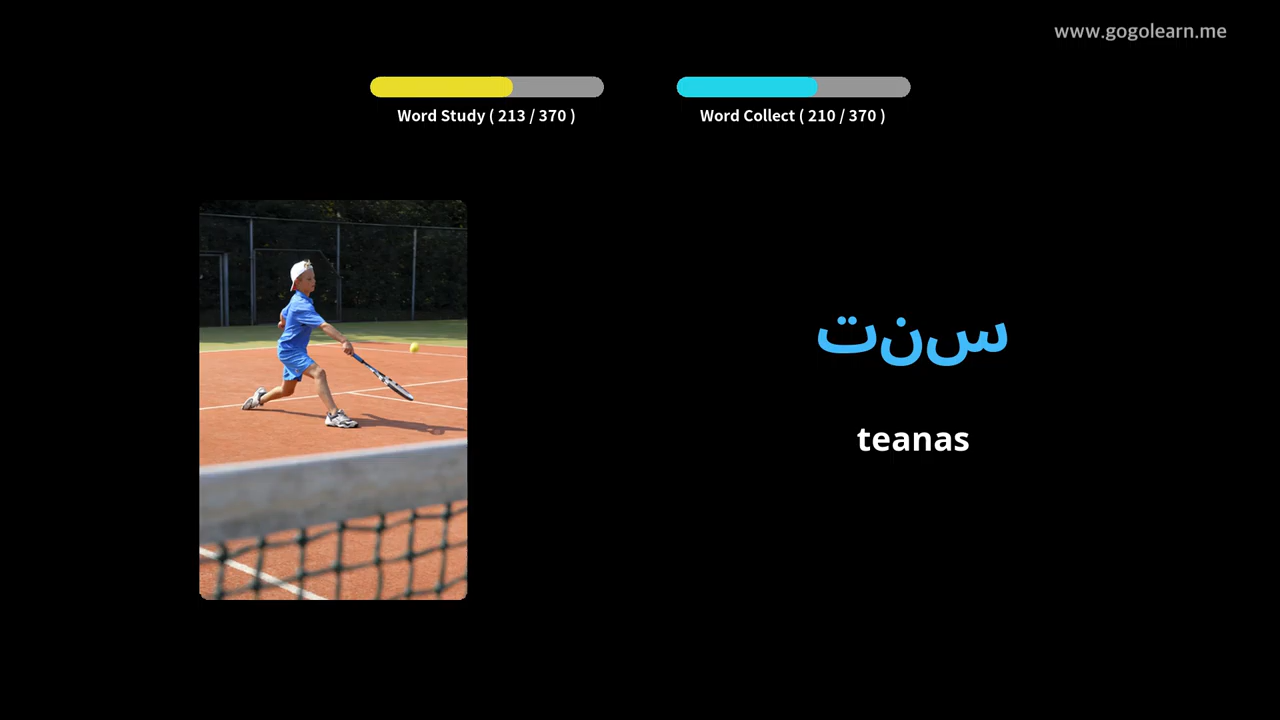 www.gogolearn.me
Word Study ( 213 / 370 )
Word Collect ( 210 / 370 )
تنس
teanas